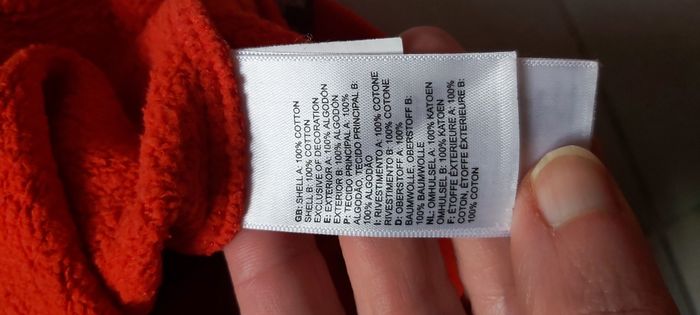 GB: SHELL A: 100% COTTON
SHELL B: 100% COTTON
EXCLUSIVE OF DECORATION
E: EXTERIOR A: 100% ALGODÓN
EXTERIOR B: 100% ALGODÓN
P: TECIDO PRINCIPAL A: 100%
ALGODÃO, TECIDO PRINCIPAL B:
100% ALGODÃO
I: RIVESTIMENTO A: 100% COTONE
RIVESTIMENTO B: 100% COTONE
D: OBERSTOFF A: 100%
BAUMWOLLE, OBERSTOFF B:
100% BAUMWOLLE
NL: OMHULSEL A: 100% KATOEN
OMHULSEL B: 100% KATOEN
F: ÉTOFFE ÉXTERIEURE A: 100%
COTON, ÉTOFFE ÉXTERIEURE B:
100% COTON